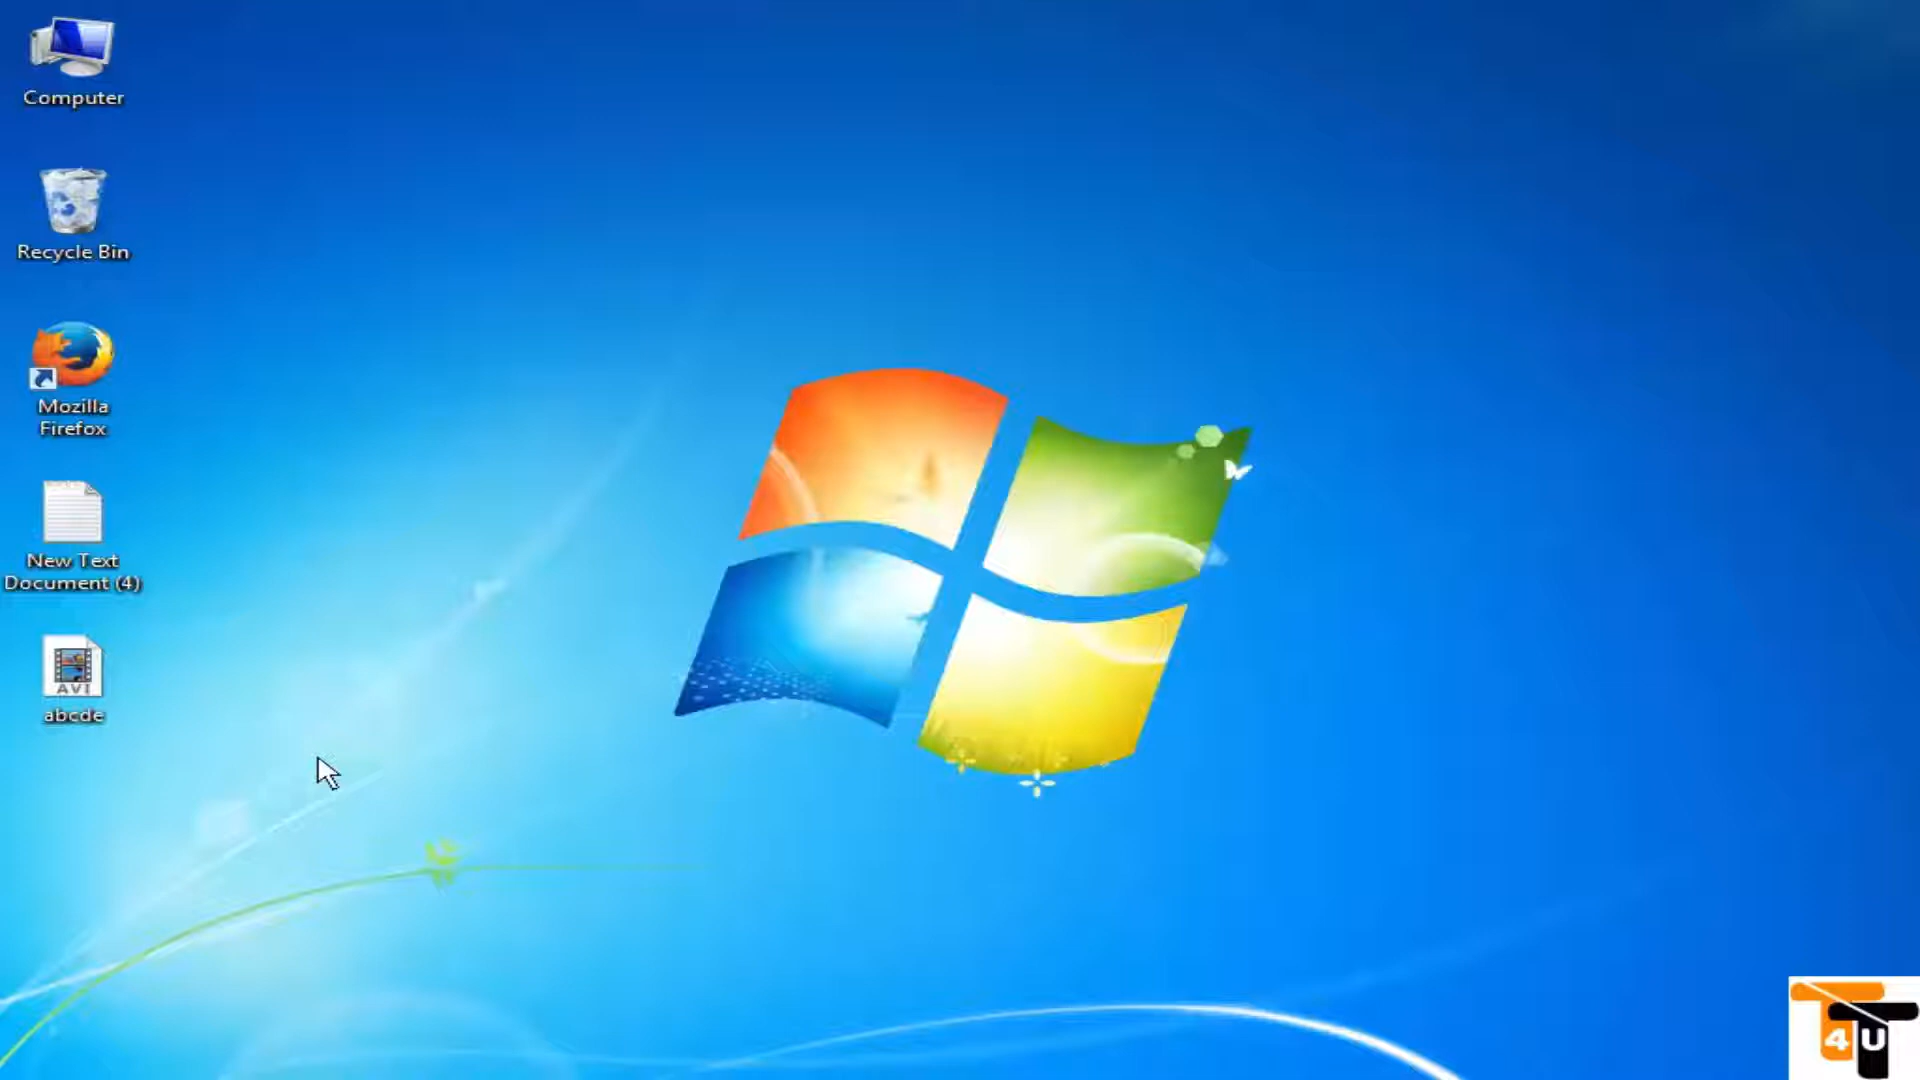 Computer
Recycle Bin
Mozilla
Firefox
New Text
Document (4)
AVI
abcde
4U